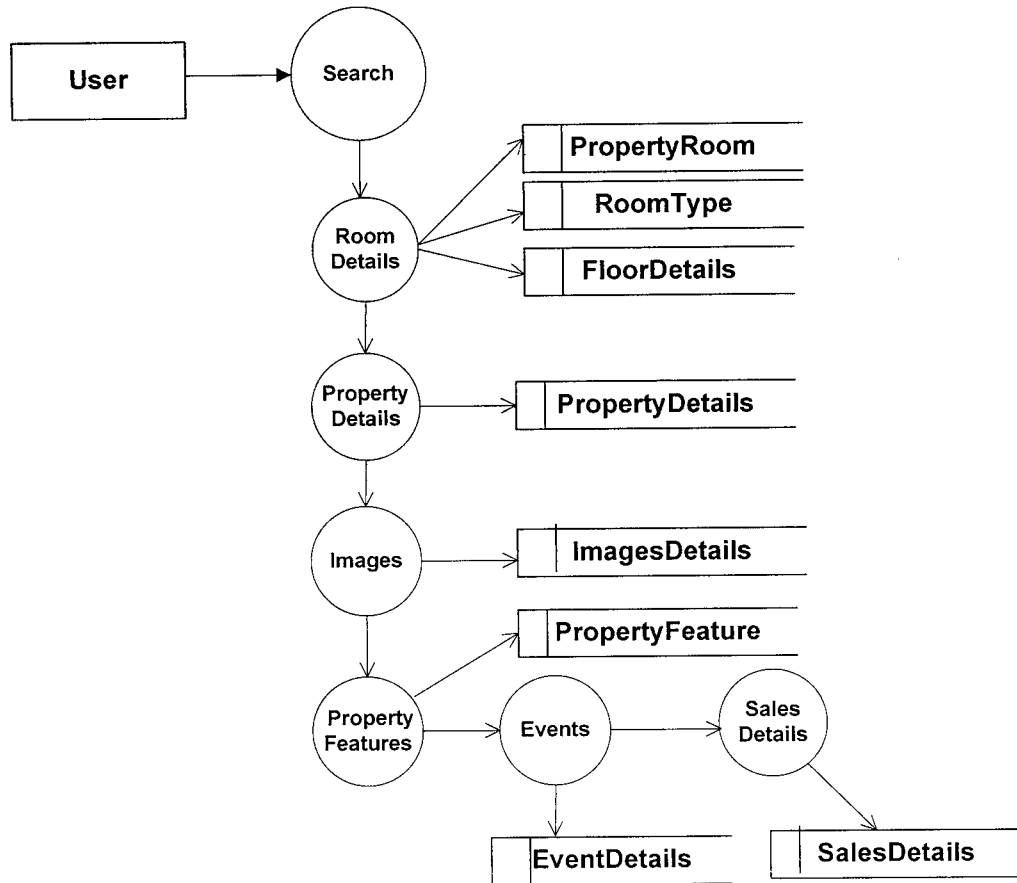 User
Search
PropertyRoom
RoomType
Room
Details
FloorDetails
Property
Details
PropertyDetails
Images
ImagesDetails
PropertyFeature
Property
Features
Events
Sales
Details
EventDetails
SalesDetails